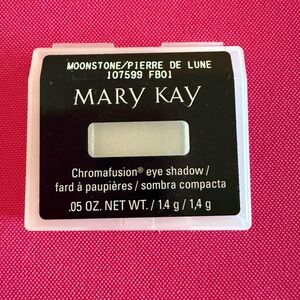 MOONSTONE/PIERRE DE LUNE
107599 FB01
MARY KAY
Chromafusion® eye shadow /
fard à paupières / sombra compacta
.05 OZ. NET WT. / 1.4 g / 1,4 g